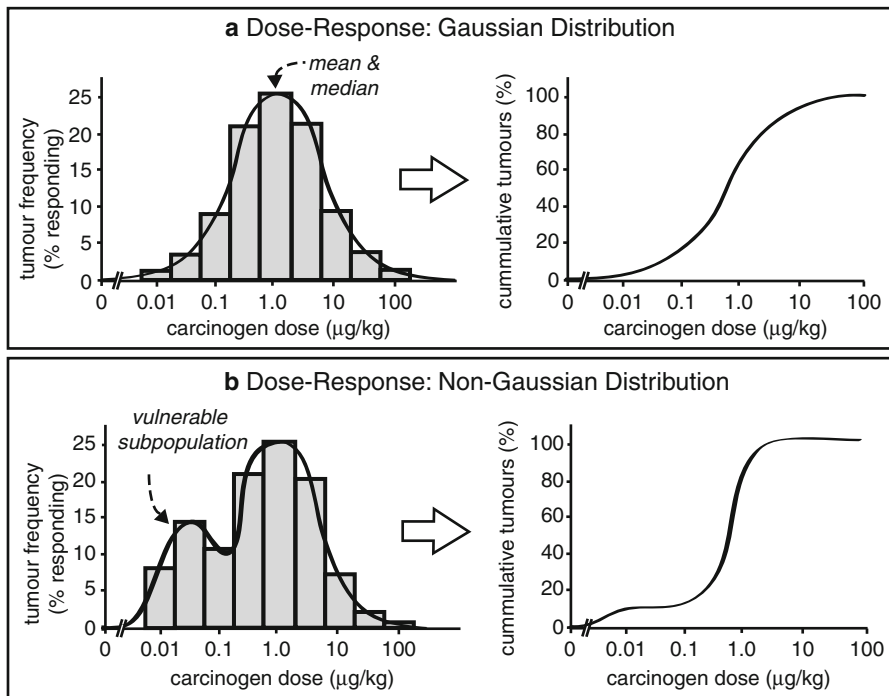 a Dose-Response: Gaussian Distribution
mean &
median
tumour frequency
(% responding)
25
20
15
10
5
0
0 0.01 0.1 1.0 10 100
carcinogen dose (μg/kg)
cummulative tumours (%)
100
80
60
40
20
0
0 0.01 0.1 1.0 10 100
carcinogen dose (μg/kg)
b Dose-Response: Non-Gaussian Distribution
vulnerable
subpopulation
tumour frequency
(% responding)
25
20
15
10
5
0
0 0.01 0.1 1.0 10 100
carcinogen dose (μg/kg)
cummulative tumours (%)
100
80
60
40
20
0
0 0.01 0.1 1.0 10 100
carcinogen dose (μg/kg)